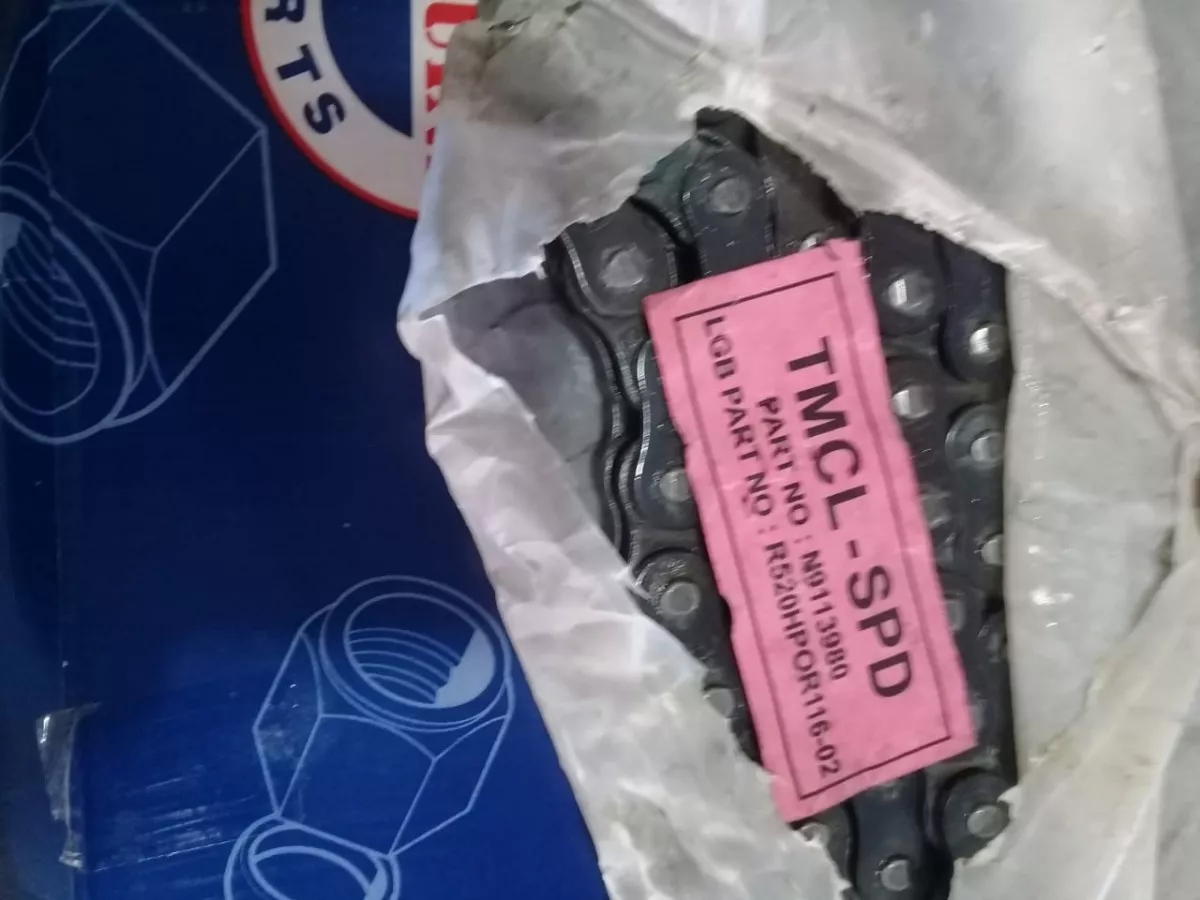 RTS
TMCL-SPD
PART NO : N9113980
LGB PART NO : R520HPOR116-02